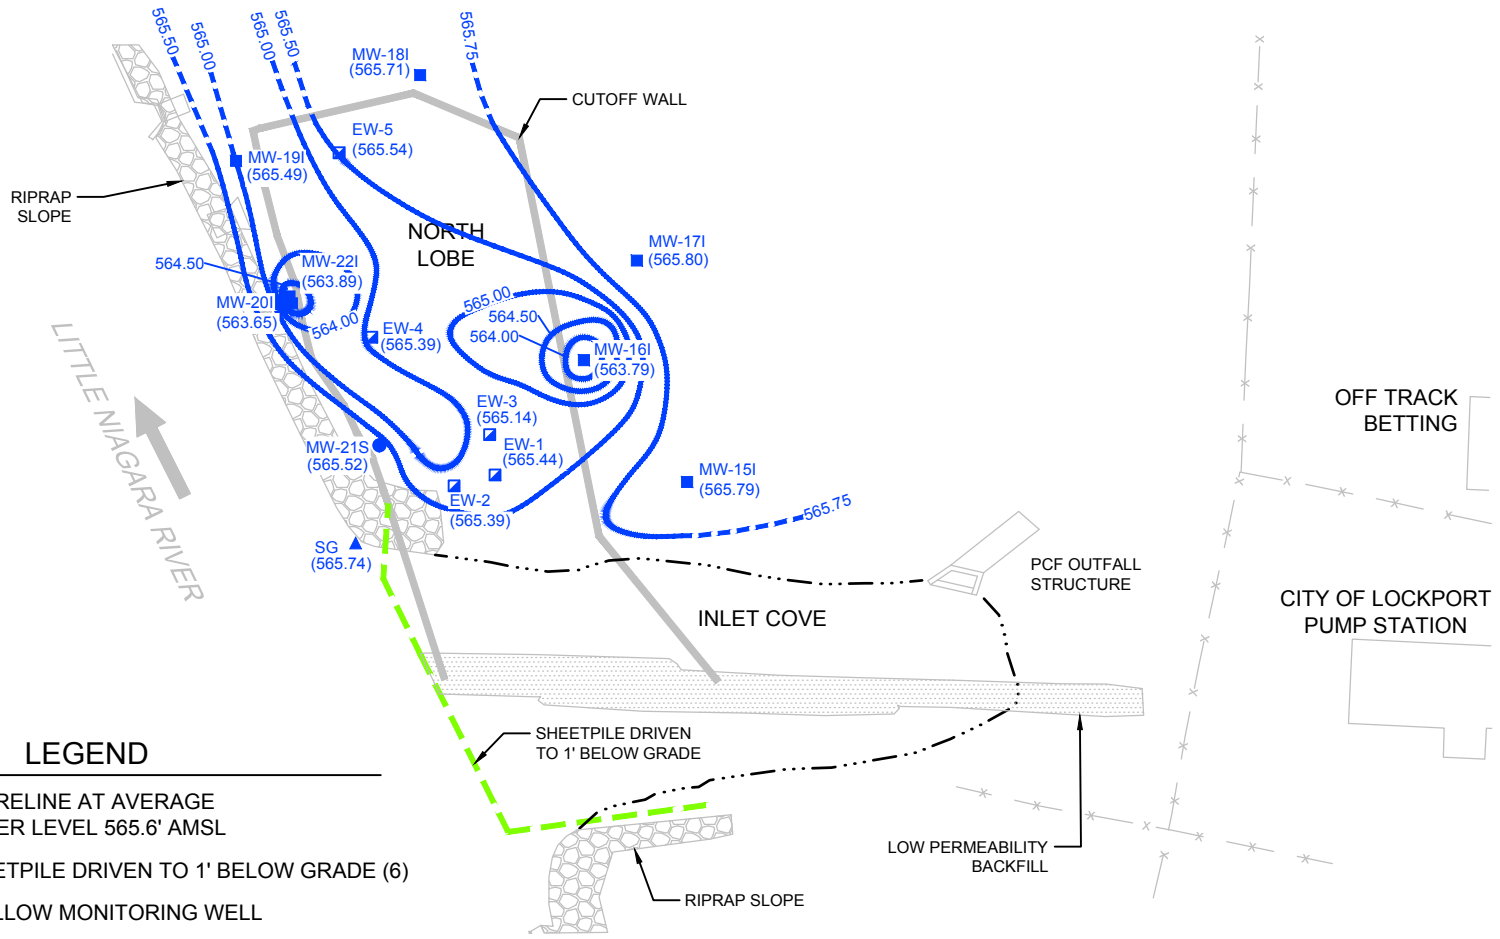 565.50
565.00
565.00
565.50
565.75
MW-18I
(565.71)
CUTOFF WALL
EW-5
(565.54)
MW-19I
(565.49)
RIPRAP
SLOPE
NORTH
LOBE
MW-17I
(565.80)
564.50
MW-22I
(563.89)
MW-20I
(563.65)
564.00
565.00
564.50
564.00
EW-4
(565.39)
MW-16I
(563.79)
LITTLE NIAGARA RIVER
OFF TRACK
BETTING
EW-3
(565.14)
MW-21S
(565.52)
EW-1
(565.44)
MW-15I
(565.79)
EW-2
(565.39)
565.75
SG
(565.74)
PCF OUTFALL
STRUCTURE
INLET COVE
CITY OF LOCKPORT
PUMP STATION
SHEETPILE DRIVEN
TO 1' BELOW GRADE
LEGEND
RELINE AT AVERAGE
ER LEVEL 565.6' AMSL
ETPILE DRIVEN TO 1' BELOW GRADE (6)
LLOW MONITORING WELL
LOW PERMEABILITY
BACKFILL
RIPRAP SLOPE